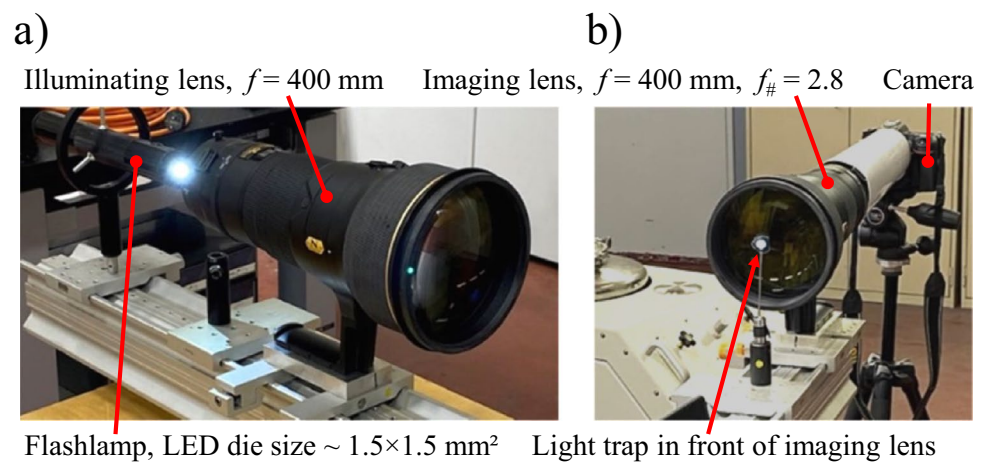 a)
b)
Illuminating lens, f = 400 mm
Imaging lens, f = 400 mm, f# = 2.8
Camera
Flashlamp, LED die size ~ 1.5×1.5 mm²
Light trap in front of imaging lens